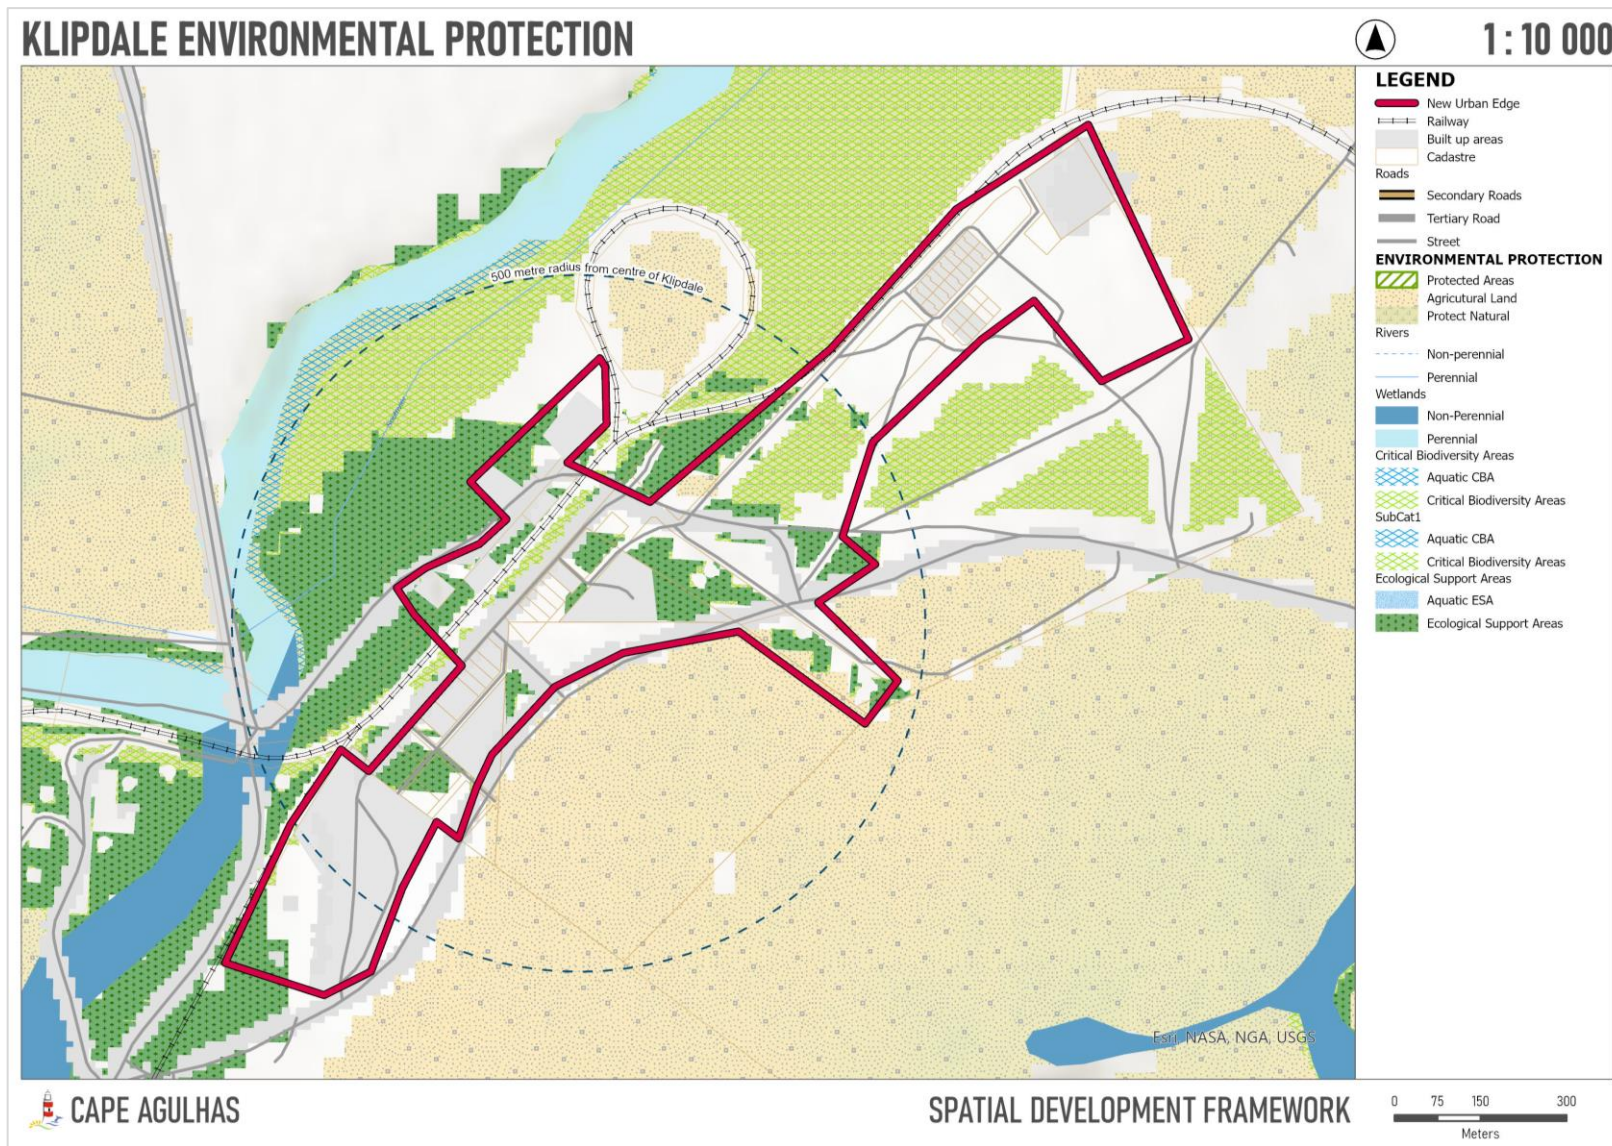 KLIPDALE ENVIRONMENTAL PROTECTION
1 : 10 000
500 metre radius from centre of Klipdale
LEGEND
New Urban Edge
Railway
Built up areas
Cadastre
Roads
Secondary Roads
Tertiary Road
Street
ENVIRONMENTAL PROTECTION
Protected Areas
Agricutural Land
Protect Natural
Rivers
Non-perennial
Perennial
Wetlands
Non-Perennial
Perennial
Critical Biodiversity Areas
Aquatic CBA
Critical Biodiversity Areas
SubCat1
Aquatic CBA
Critical Biodiversity Areas
Ecological Support Areas
Aquatic ESA
Ecological Support Areas
Esri, NASA, NGA, USGS
CAPE AGULHAS
SPATIAL DEVELOPMENT FRAMEWORK
0 75 150 300
Meters